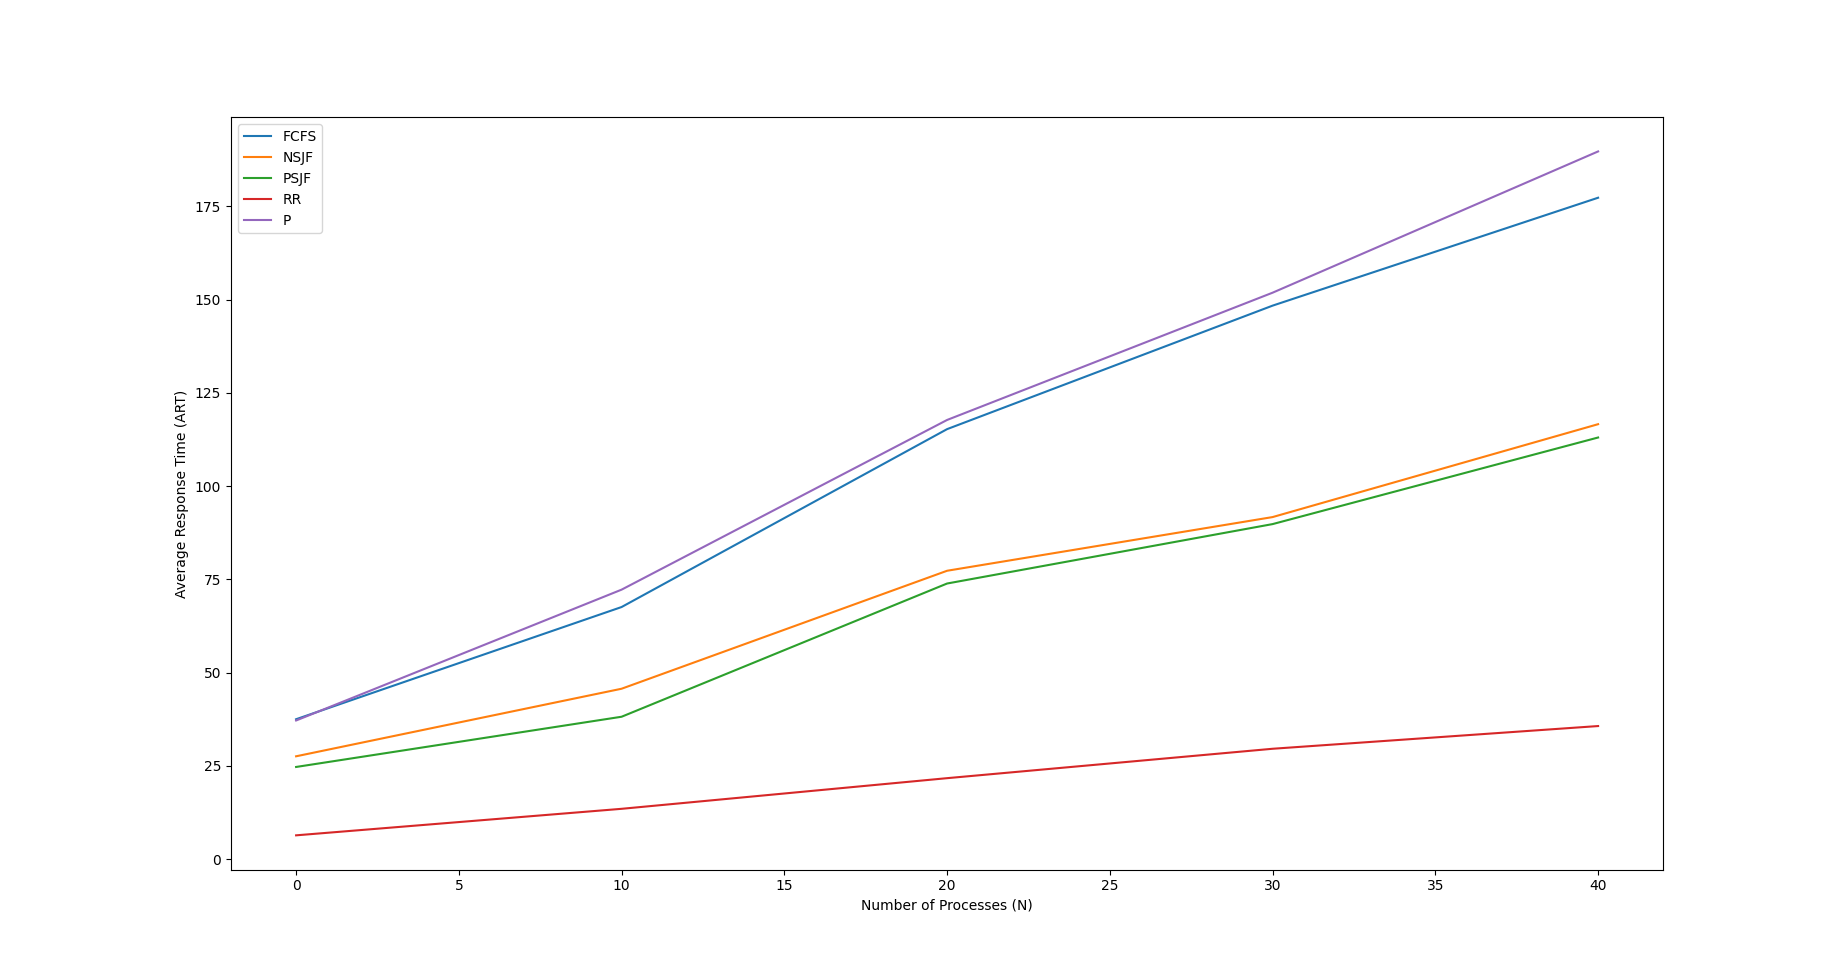 FCFS
NSJF
PSJF
RR
P
175
150
125
100
75
50
25
0
Average Response Time (ART)
0 5 10 15 20 25 30 35 40
Number of Processes (N)